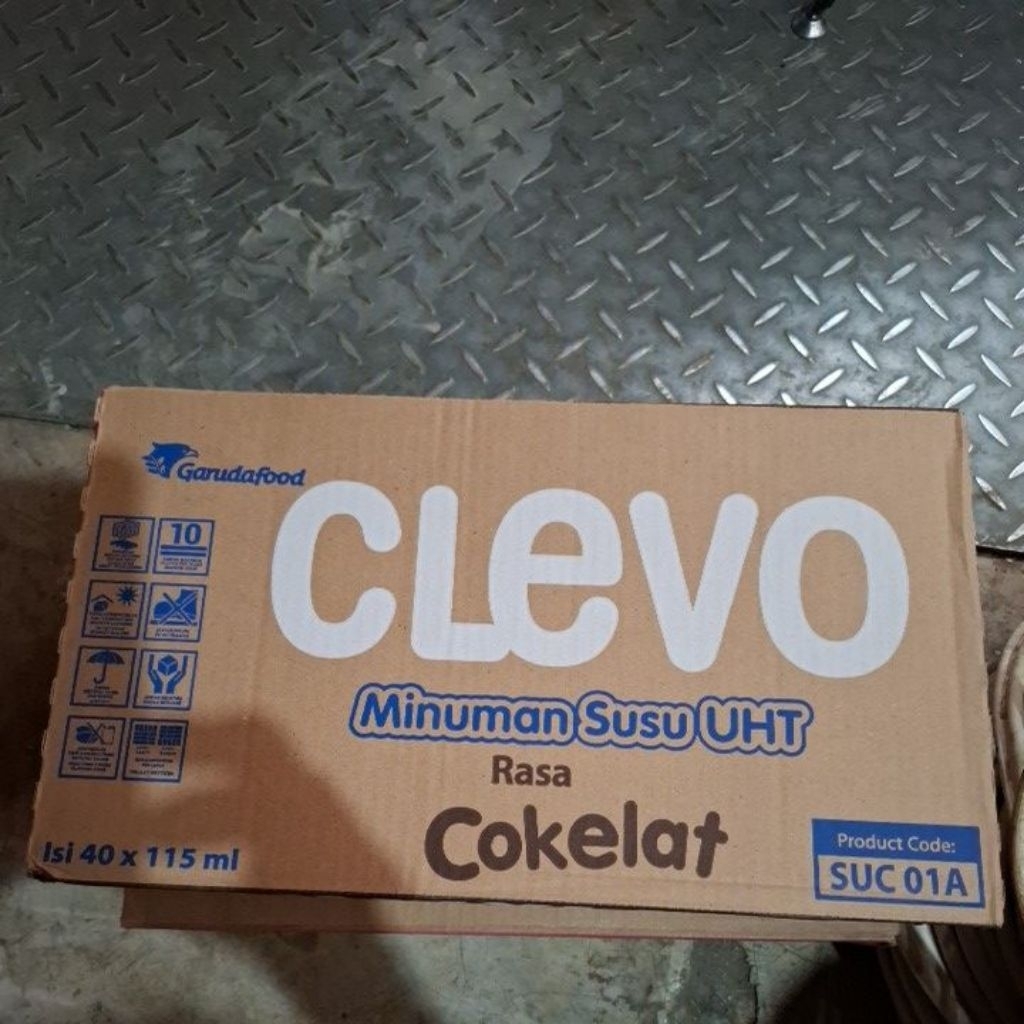 Garudafood
CLEVO
10
Minuman Susu UHT
Rasa
Cokelat
Isi 40 x 115 ml
Product Code:
SUC 01A